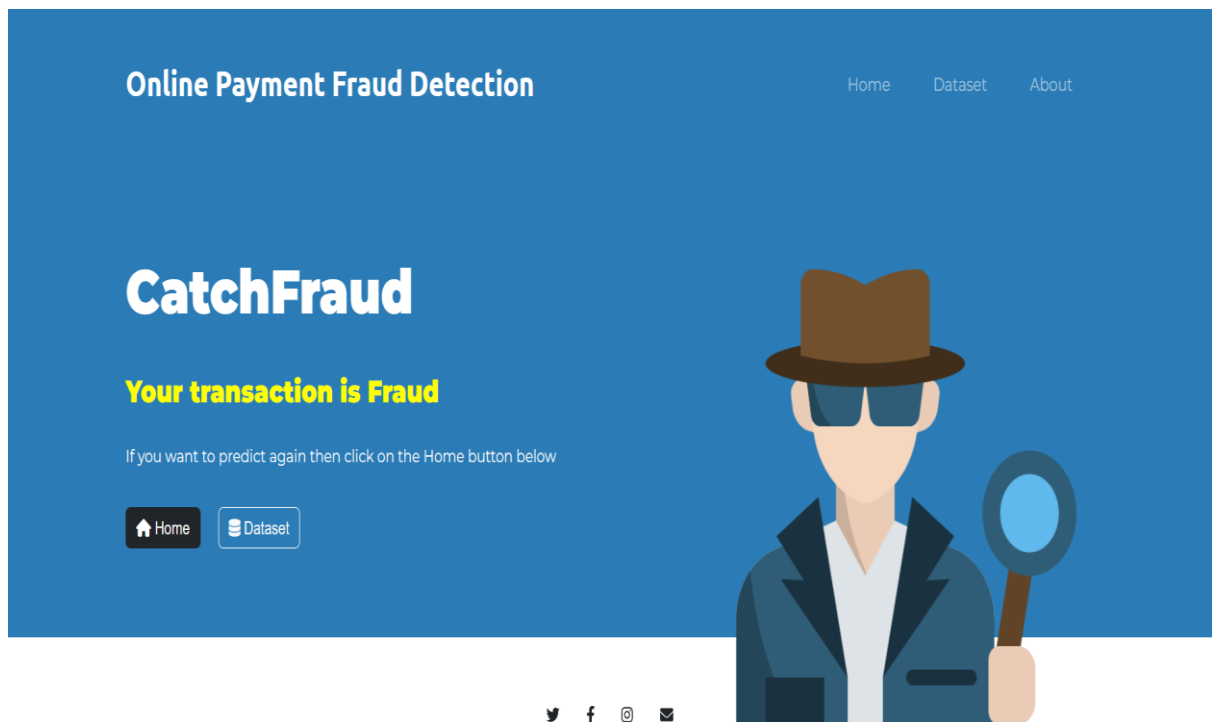 Online Payment Fraud Detection
Home Dataset About
CatchFraud
Your transaction is Fraud
If you want to predict again then click on the Home button below
Home Dataset